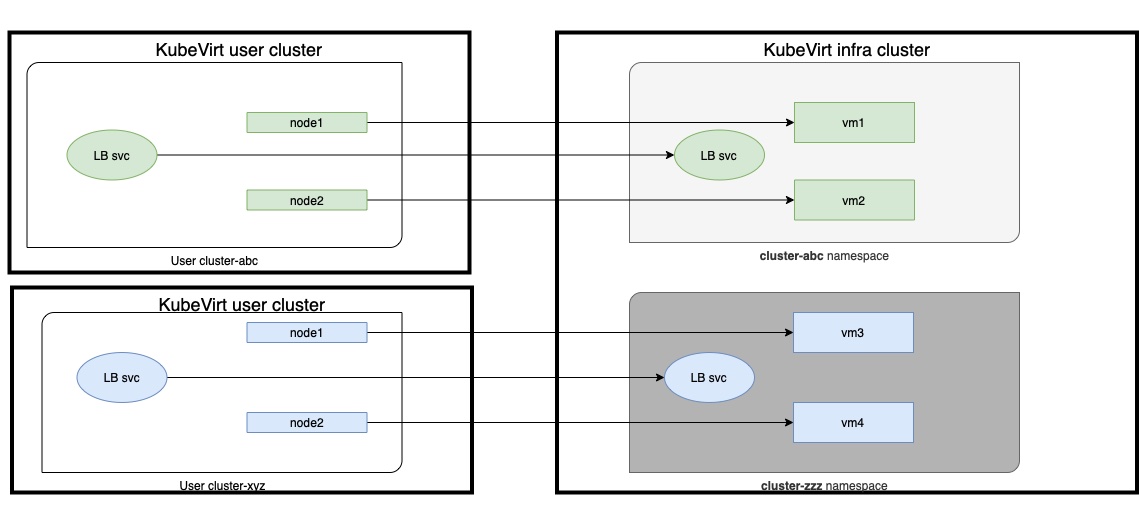 KubeVirt user cluster
node1
LB svc
node2
User cluster-abc
KubeVirt user cluster
node1
LB svc
node2
User cluster-xyz
KubeVirt infra cluster
vm1
LB svc
vm2
cluster-abc namespace
vm3
LB svc
vm4
cluster-zzz namespace